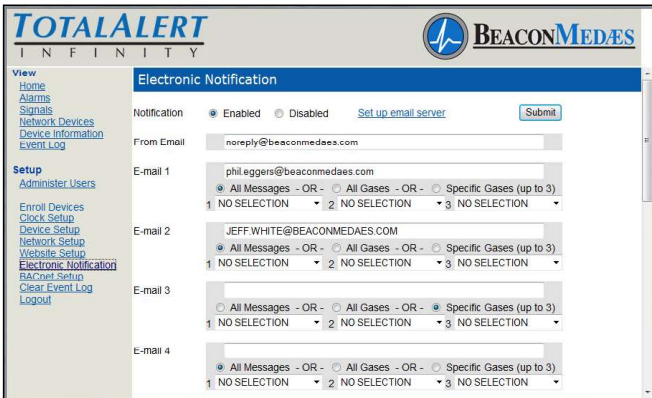 TOTALALERT
INFINITY
BEACONMEDÆS
View
Home
Alarms
Signals
Network Devices
Device Information
Event Log
Setup
Administer Users
Enroll Devices
Clock Setup
Device Setup
Network Setup
Website Setup
Electronic Notification
BACnet Setup
Clear Event Log
Logout
Electronic Notification
Notification Enabled Disabled Set up email server Submit
From Email noreply@beaconmedaes.com
E-mail 1 phil.eggers@beaconmedaes.com
All Messages - OR - All Gases - OR - Specific Gases (up to 3)
1 NO SELECTION 2 NO SELECTION 3 NO SELECTION
E-mail 2 JEFF.WHITE@BEACONMEDAES.COM
All Messages - OR - All Gases - OR - Specific Gases (up to 3)
1 NO SELECTION 2 NO SELECTION 3 NO SELECTION
E-mail 3
All Messages - OR - All Gases - OR - Specific Gases (up to 3)
1 NO SELECTION 2 NO SELECTION 3 NO SELECTION
E-mail 4
All Messages - OR - All Gases - OR - Specific Gases (up to 3)
1 NO SELECTION 2 NO SELECTION 3 NO SELECTION